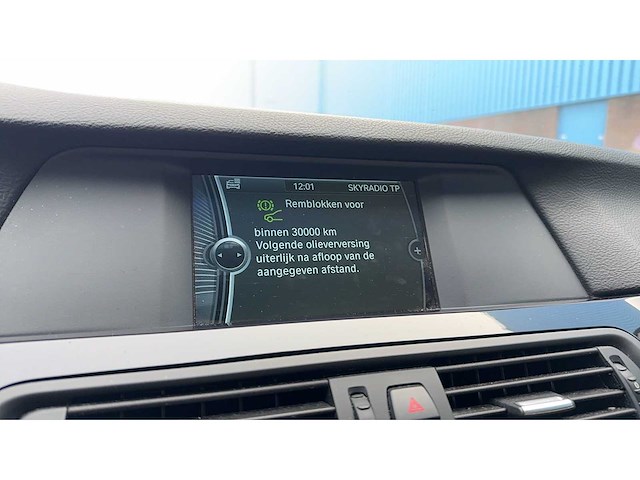 12:01 SKYRADIO TP
Remblokken voor
binnen 30000 km
Volgende olieverversing
uiterlijk na afloop van de
aangegeven afstand.